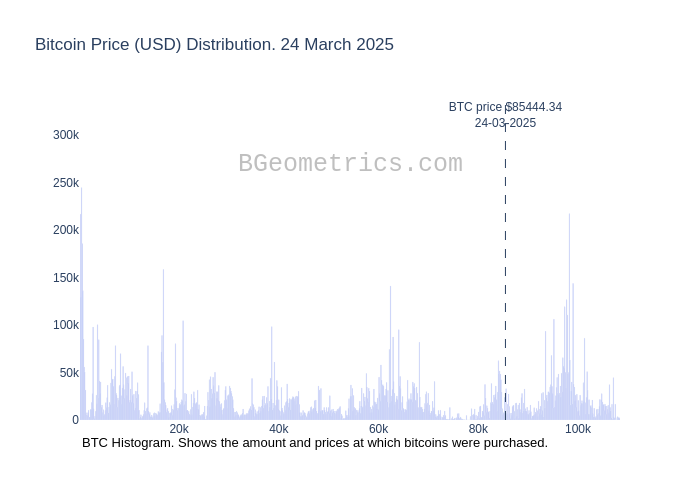 Bitcoin Price (USD) Distribution. 24 March 2025
BTC price $85444.34
24-03-2025
BGeometrics.com
300k
250k
200k
150k
100k
50k
0
20k 40k 60k 80k 100k
BTC Histogram. Shows the amount and prices at which bitcoins were purchased.